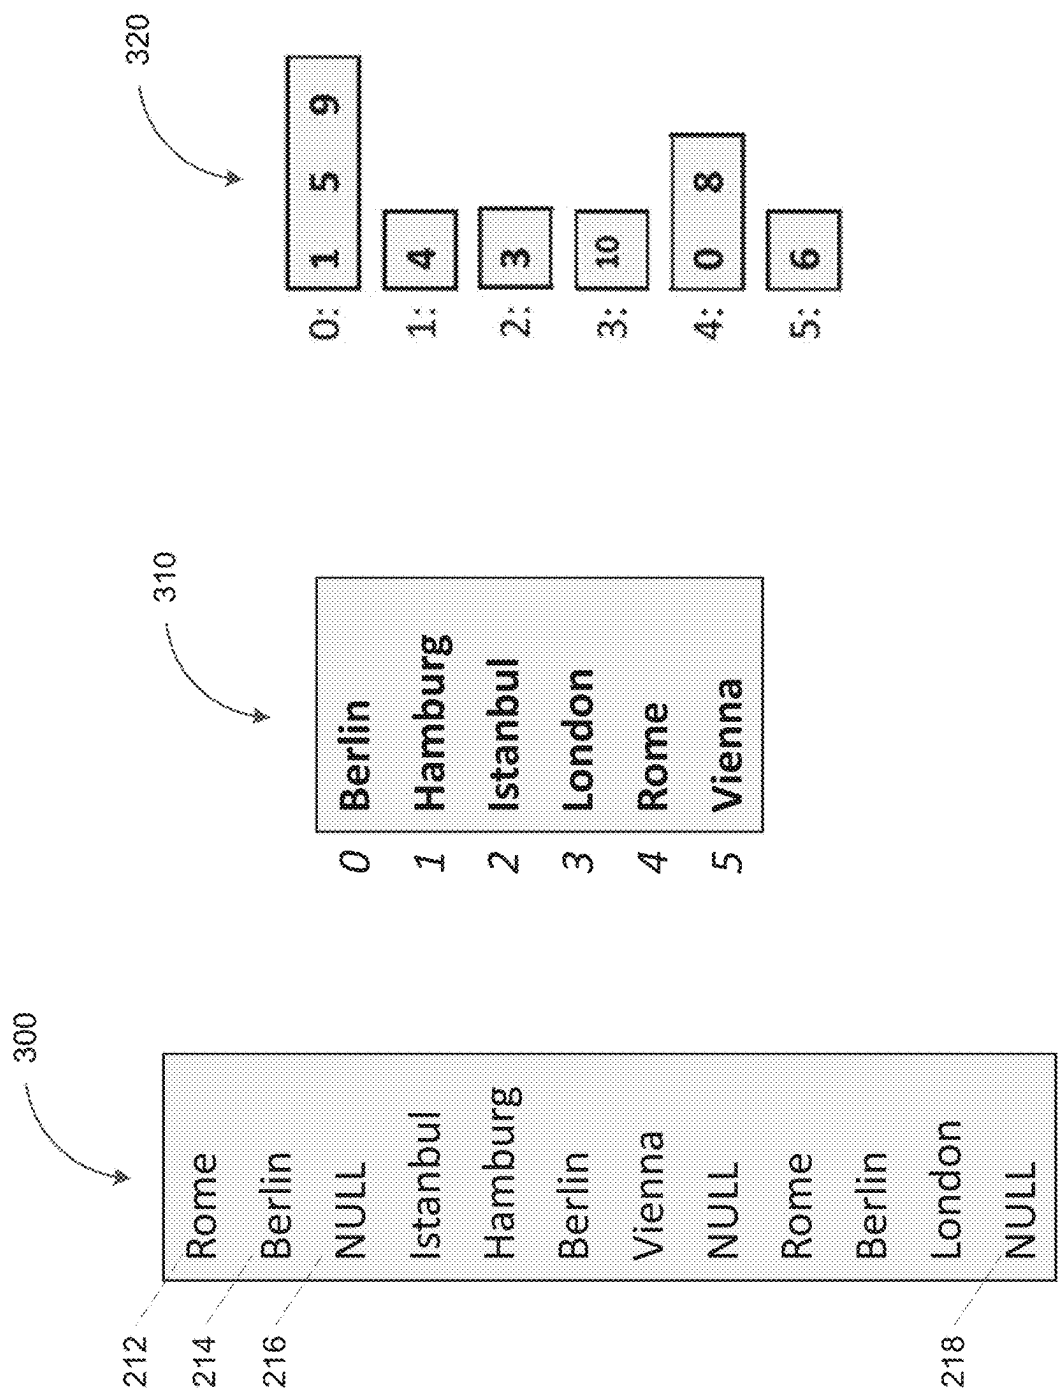 300
212
214
216
218
Rome
Berlin
NULL
Istanbul
Hamburg
Berlin
Vienna
NULL
Rome
Berlin
London
NULL
310
0 Berlin
1 Hamburg
2 Istanbul
3 London
4 Rome
5 Vienna
320
0: 1 5 9
1: 4
2: 3
3: 10
4: 0 8
5: 6